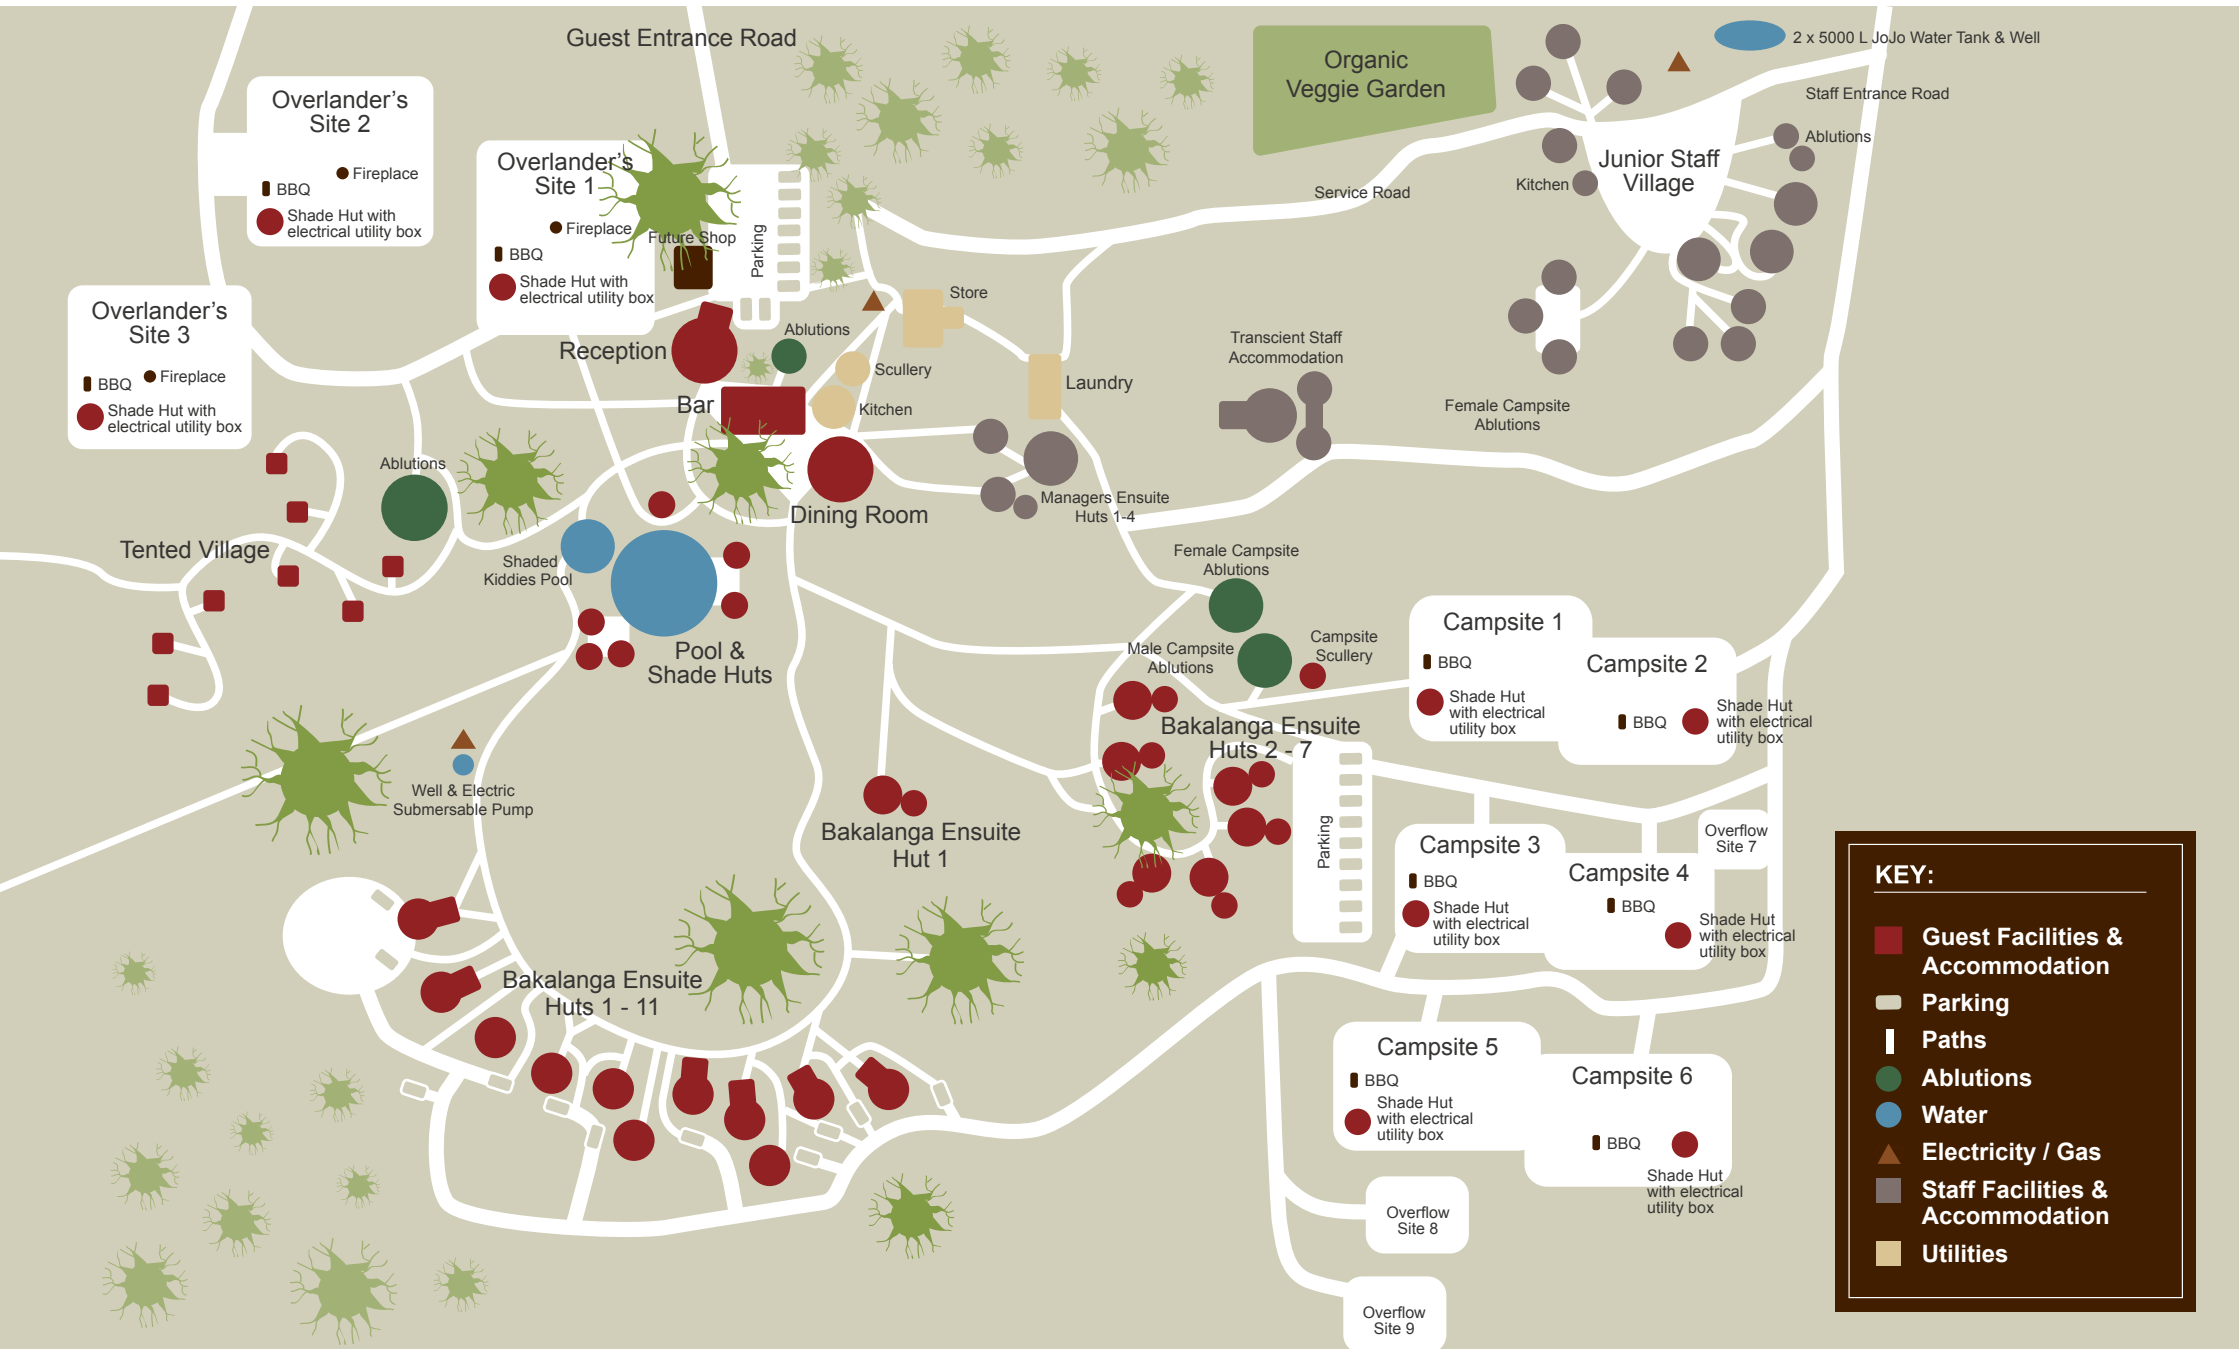 Guest Entrance Road
2 x 5000 L JoJo Water Tank & Well
Organic
Veggie Garden
Staff Entrance Road
Overlander's
Site 2
Fireplace
BBQ
Shade Hut with
electrical utility box
Overlander's
Site 1
Fireplace
BBQ
Shade Hut with
electrical utility box
Future Shop
Parking
Ablutions
Junior Staff
Village
Kitchen
Service Road
Overlander's
Site 3
Fireplace
BBQ
Shade Hut with
electrical utility box
Store
Reception
Ablutions
Scullery
Bar
Kitchen
Laundry
Transcient Staff
Accommodation
Female Campsite
Ablutions
Ablutions
Dining Room
Managers Ensuite
Huts 1-4
Tented Village
Shaded
Kiddies Pool
Pool &
Shade Huts
Female Campsite
Ablutions
Male Campsite
Ablutions
Campsite
Scullery
Campsite 1
BBQ
Shade Hut
with electrical
utility box
Campsite 2
BBQ
Shade Hut
with electrical
utility box
Bakalanga Ensuite
Huts 2 - 7
Well & Electric
Submersable Pump
Bakalanga Ensuite
Hut 1
Parking
Campsite 3
BBQ
Shade Hut
with electrical
utility box
Campsite 4
BBQ
Shade Hut
with electrical
utility box
Overflow
Site 7
Bakalanga Ensuite
Huts 1 - 11
Campsite 5
BBQ
Shade Hut
with electrical
utility box
Campsite 6
BBQ
Shade Hut
with electrical
utility box
Overflow
Site 8
Overflow
Site 9
KEY:
Guest Facilities &
Accommodation
Parking
Paths
Ablutions
Water
Electricity / Gas
Staff Facilities &
Accommodation
Utilities